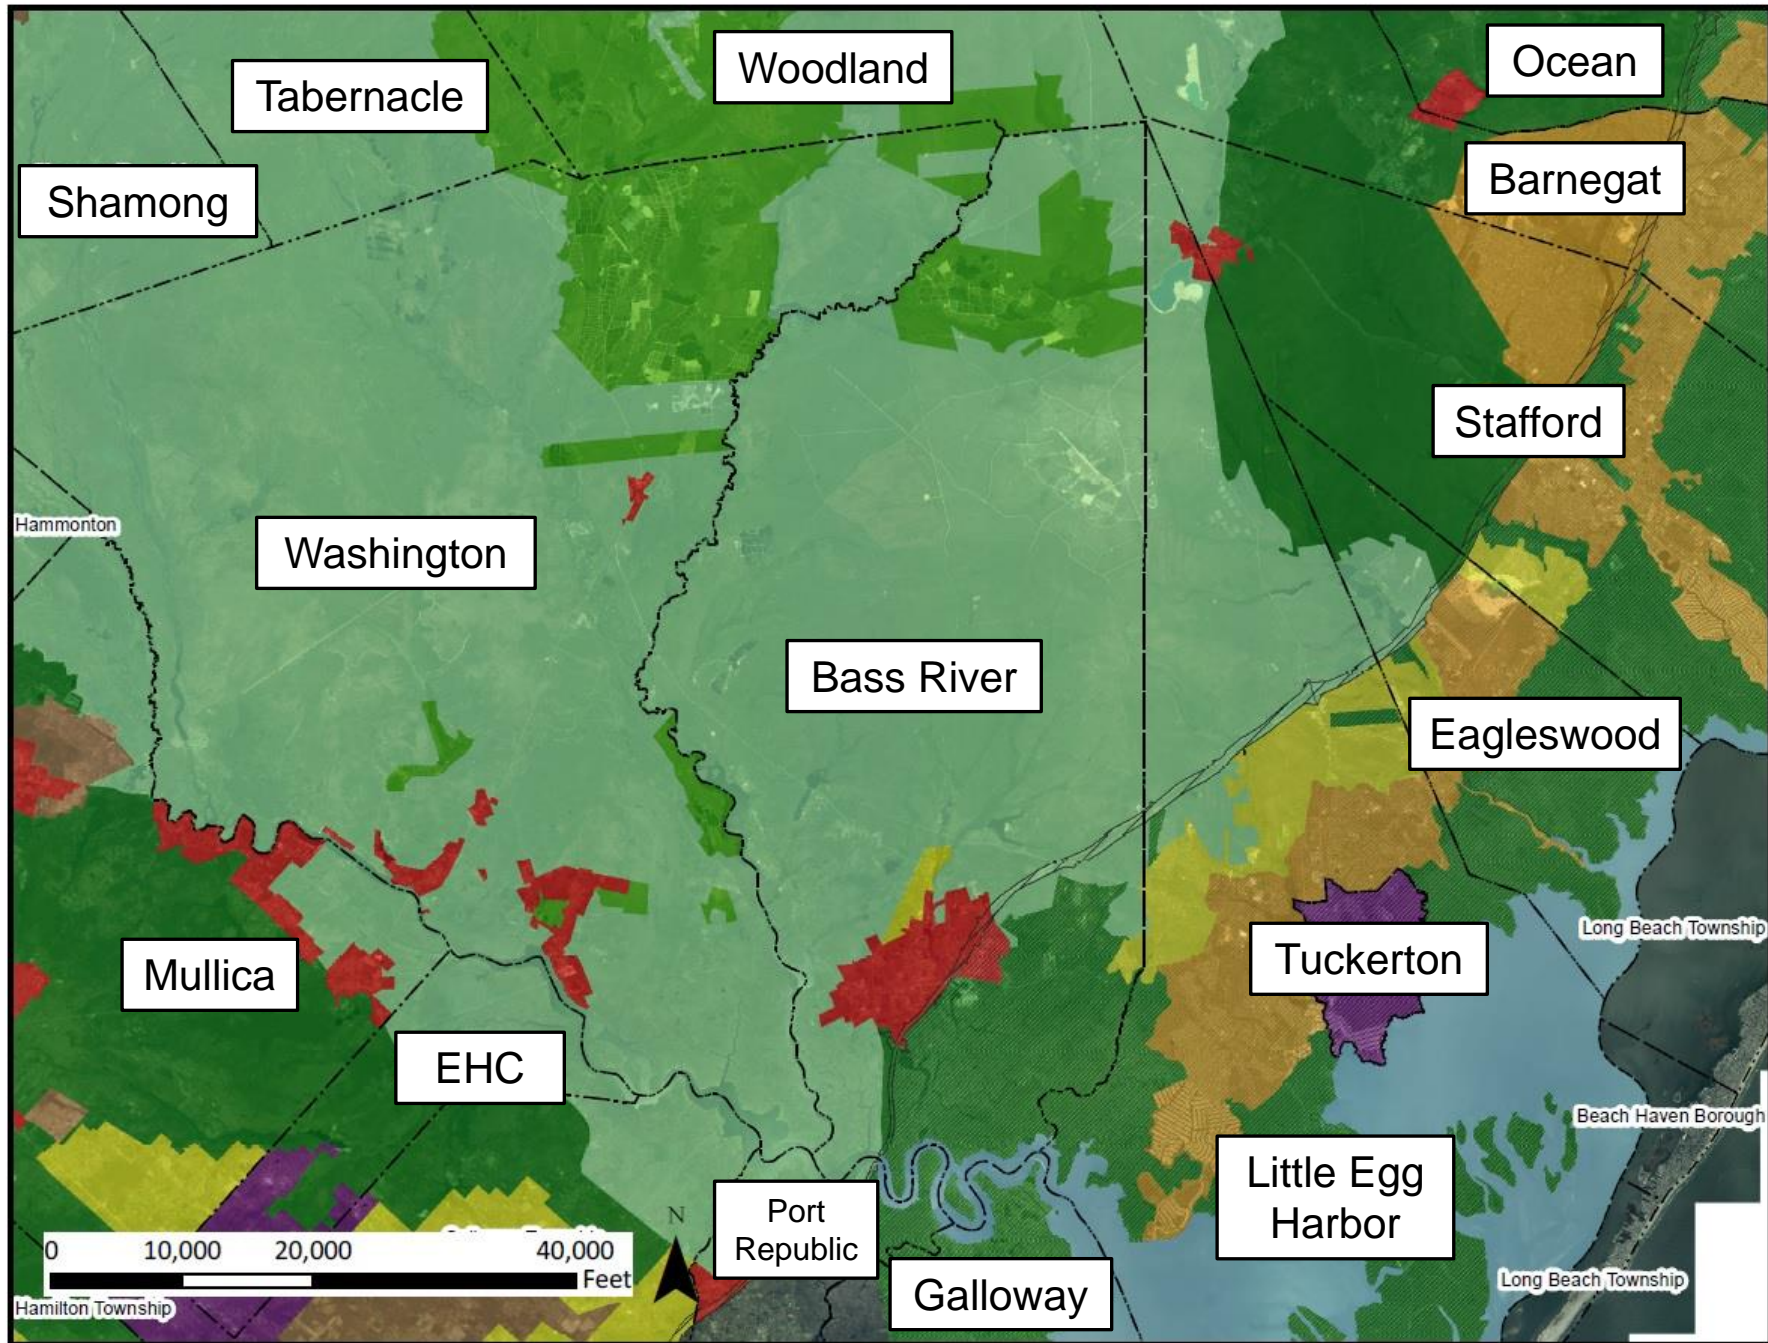 Ocean
Woodland
Tabernacle
Barnegat
Shamong
Stafford
Hammonton
Washington
Bass River
Eagleswood
Long Beach Township
Tuckerton
Mullica
EHC
Beach Haven Borough
Little Egg
Harbor
Port
Republic
N
0 10,000 20,000 40,000
Feet
Galloway
Long Beach Township
Hamilton Township